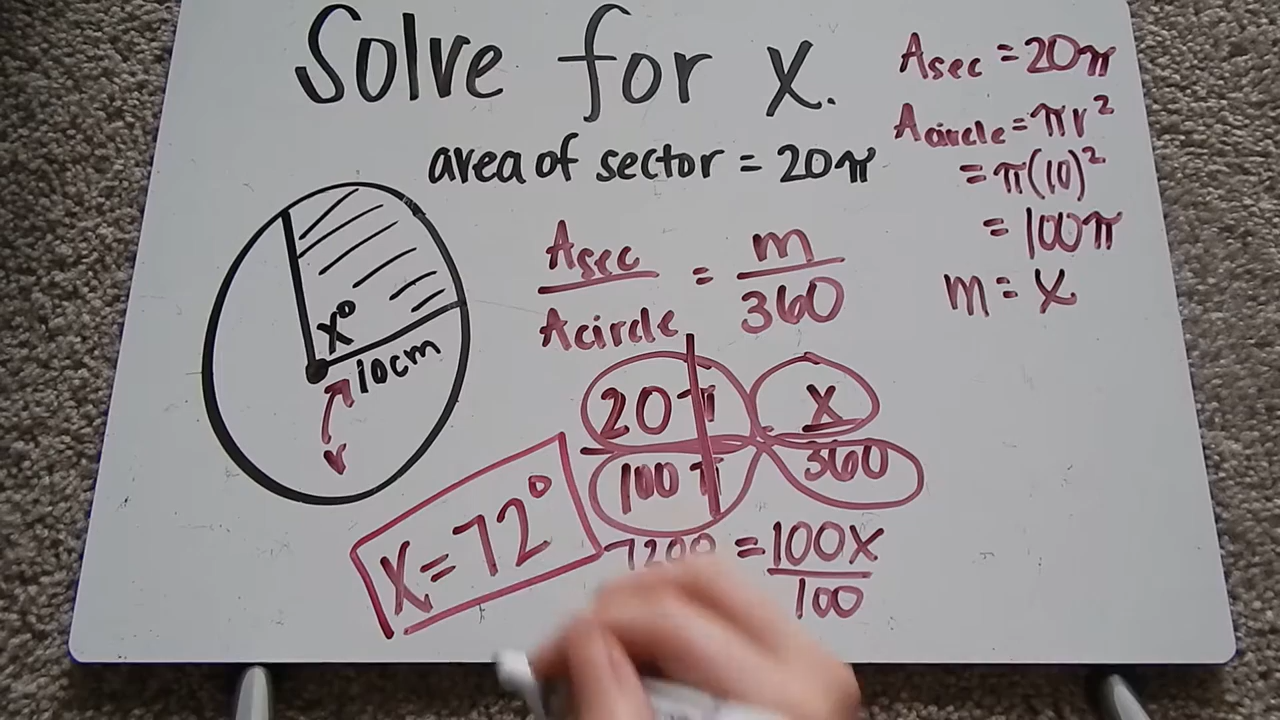 Solve for x.
area of sector = 20π
x°
10cm
Asec / Acircle = m / 360
20π / 100π x / 360
7200 = 100x / 100
x = 72°
Asec = 20π
Acircle = πr²
= π(10)²
= 100π
m = x